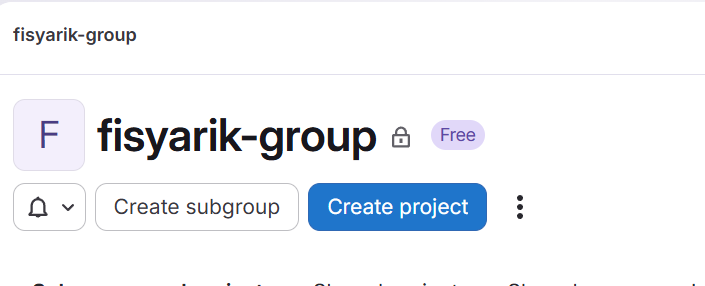 fisyarik-group
F
fisyarik-group
Free
Create subgroup
Create project